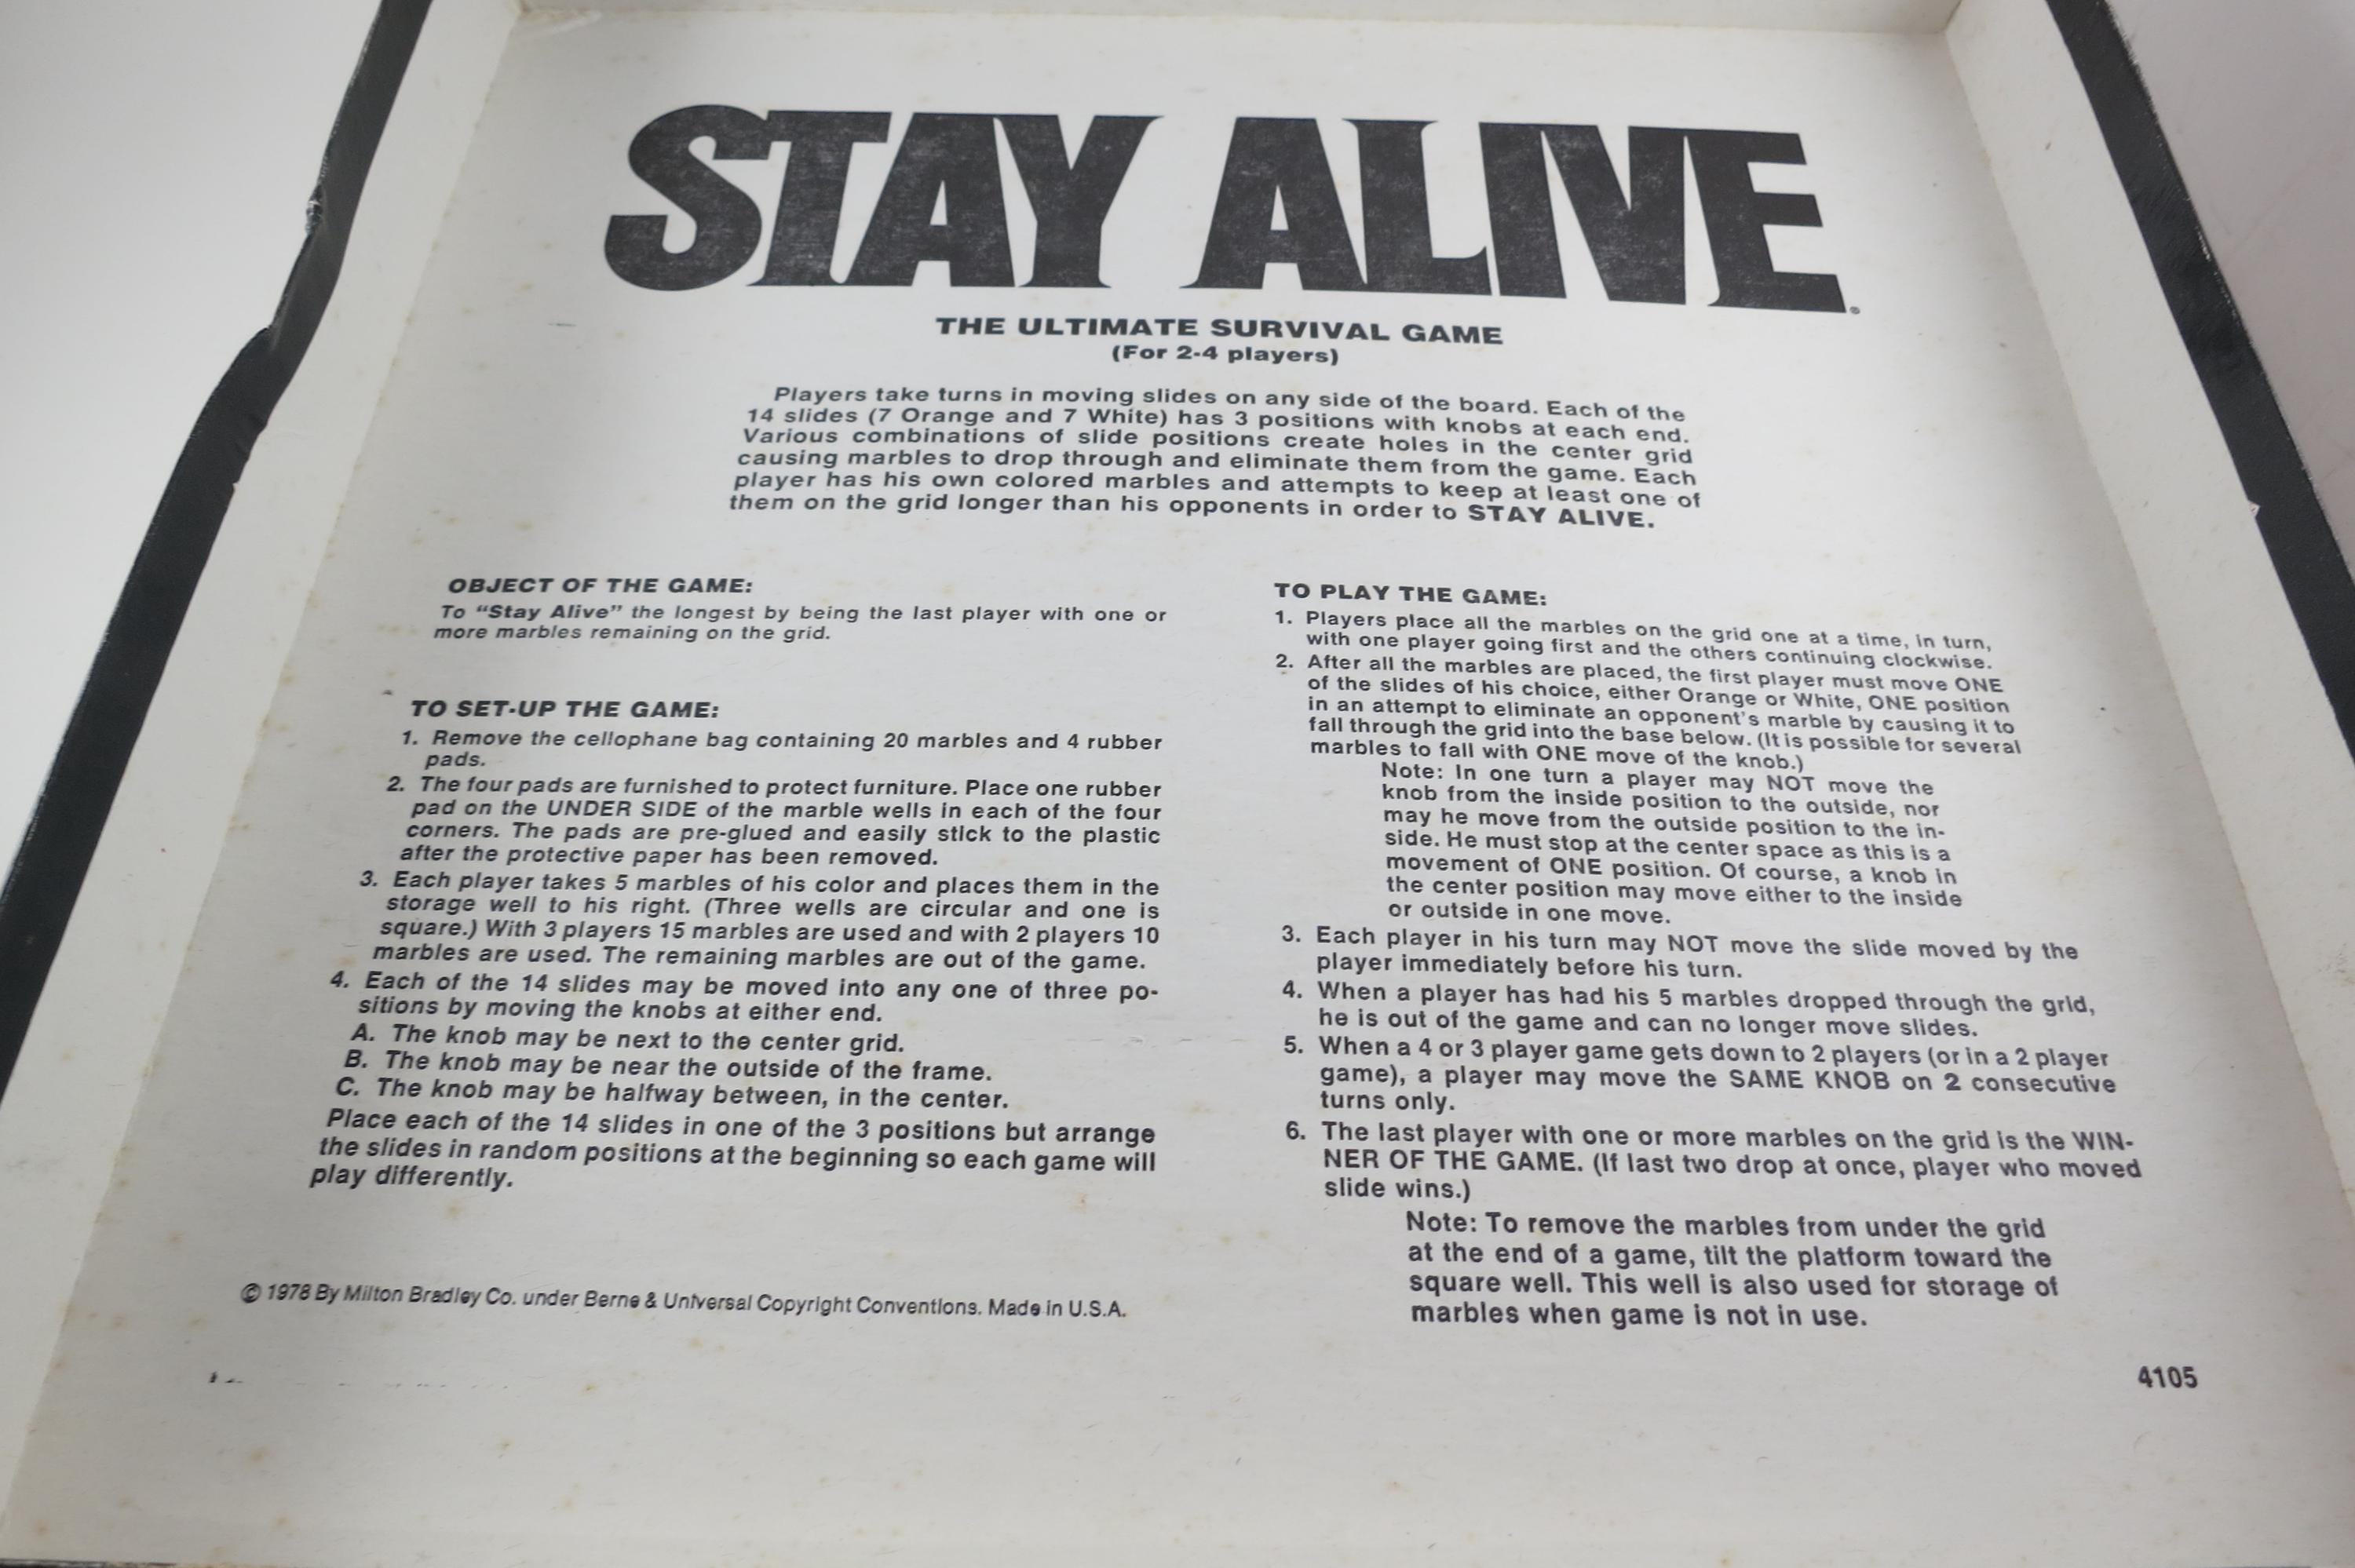 STAY ALIVE®
THE ULTIMATE SURVIVAL GAME
(For 2-4 players)
Players take turns in moving slides on any side of the board. Each of the
14 slides (7 Orange and 7 White) has 3 positions with knobs at each end.
Various combinations of slide positions create holes in the center grid
causing marbles to drop through and eliminate them from the game. Each
player has his own colored marbles and attempts to keep at least one of
them on the grid longer than his opponents in order to STAY ALIVE.
OBJECT OF THE GAME:
To "Stay Alive" the longest by being the last player with one or
more marbles remaining on the grid.
TO SET-UP THE GAME:
1. Remove the cellophane bag containing 20 marbles and 4 rubber
pads.
2. The four pads are furnished to protect furniture. Place one rubber
pad on the UNDER SIDE of the marble wells in each of the four
corners. The pads are pre-glued and easily stick to the plastic
after the protective paper has been removed.
3. Each player takes 5 marbles of his color and places them in the
storage well to his right. (Three wells are circular and one is
square.) With 3 players 15 marbles are used and with 2 players 10
marbles are used. The remaining marbles are out of the game.
4. Each of the 14 slides may be moved into any one of three po-
sitions by moving the knobs at either end.
A. The knob may be next to the center grid.
B. The knob may be near the outside of the frame.
C. The knob may be halfway between, in the center.
Place each of the 14 slides in one of the 3 positions but arrange
the slides in random positions at the beginning so each game will
play differently.
© 1978 By Milton Bradley Co. under Berne & Universal Copyright Conventions. Made in U.S.A.
TO PLAY THE GAME:
1. Players place all the marbles on the grid one at a time, in turn,
with one player going first and the others continuing clockwise.
2. After all the marbles are placed, the first player must move ONE
of the slides of his choice, either Orange or White, ONE position
in an attempt to eliminate an opponent's marble by causing it to
fall through the grid into the base below. (It is possible for several
marbles to fall with ONE move of the knob.)
Note: In one turn a player may NOT move the
knob from the inside position to the outside, nor
may he move from the outside position to the in-
side. He must stop at the center space as this is a
movement of ONE position. Of course, a knob in
the center position may move either to the inside
or outside in one move.
3. Each player in his turn may NOT move the slide moved by the
player immediately before his turn.
4. When a player has had his 5 marbles dropped through the grid,
he is out of the game and can no longer move slides.
5. When a 4 or 3 player game gets down to 2 players (or in a 2 player
game), a player may move the SAME KNOB on 2 consecutive
turns only.
6. The last player with one or more marbles on the grid is the WIN-
NER OF THE GAME. (If last two drop at once, player who moved
slide wins.)
Note: To remove the marbles from under the grid
at the end of a game, tilt the platform toward the
square well. This well is also used for storage of
marbles when game is not in use.
4105